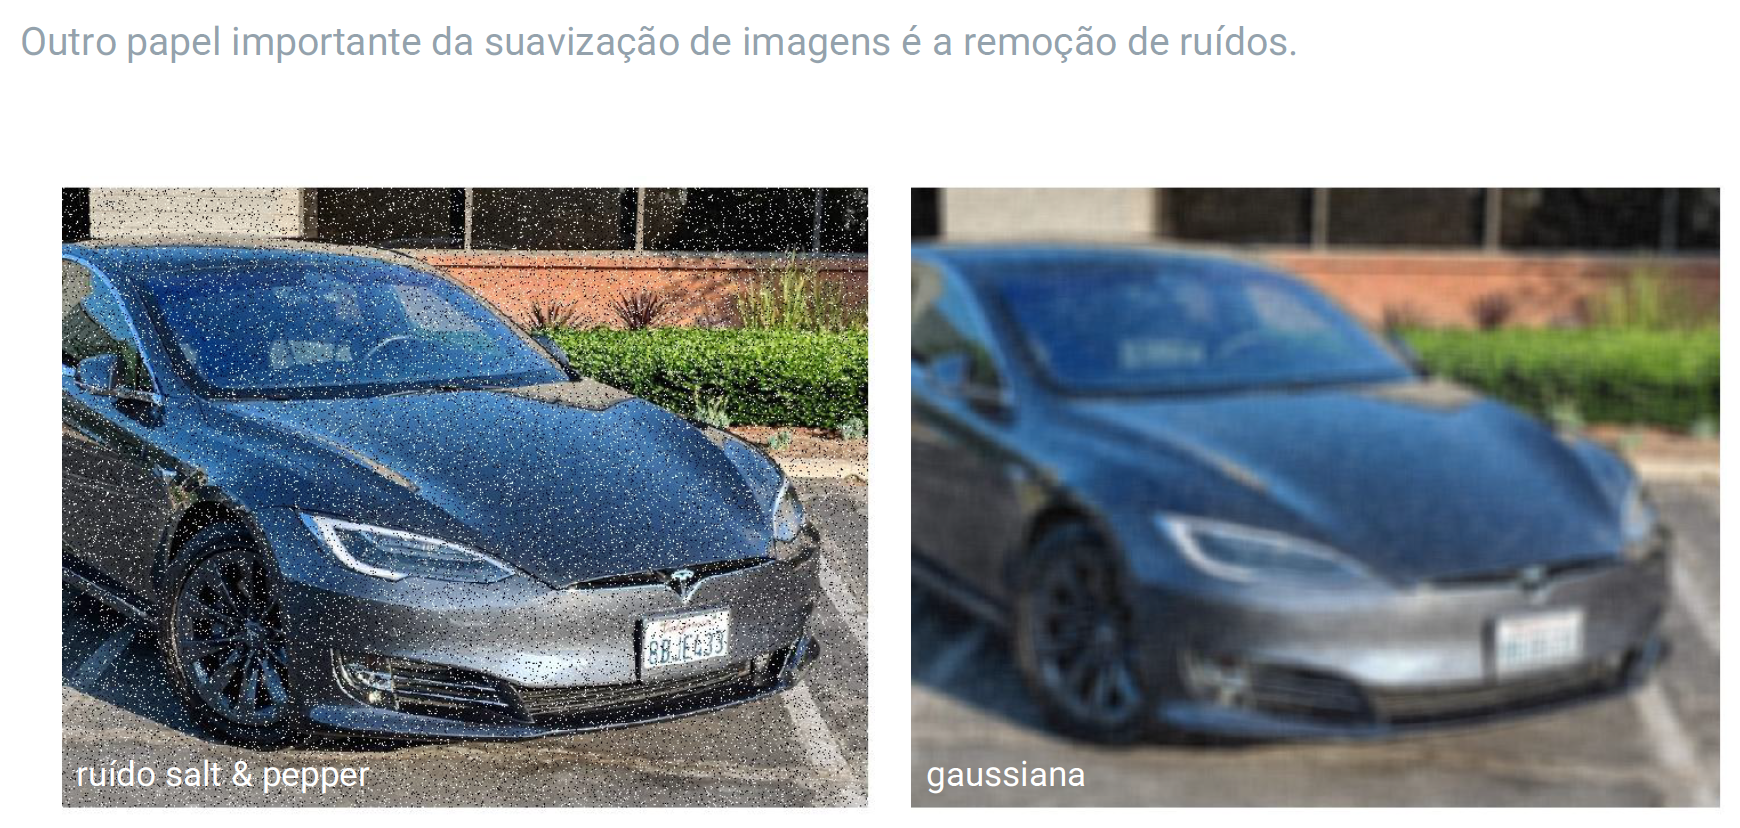 Outro papel importante da suavização de imagens é a remoção de ruídos.
ruído salt & pepper
gaussiana